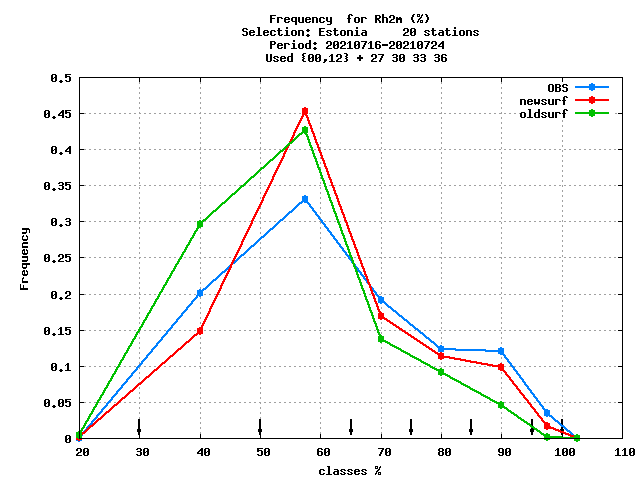 Frequency  for Rh2m (%)
Selection: Estonia     20 stations
Period: 20210716-20210724
Used {00,12} + 27 30 33 36
OBS
newsurf
oldsurf
0.5
0.45
0.4
0.35
0.3
0.25
0.2
0.15
0.1
0.05
0
Frequency
20 30 40 50 60 70 80 90 100 110
classes %